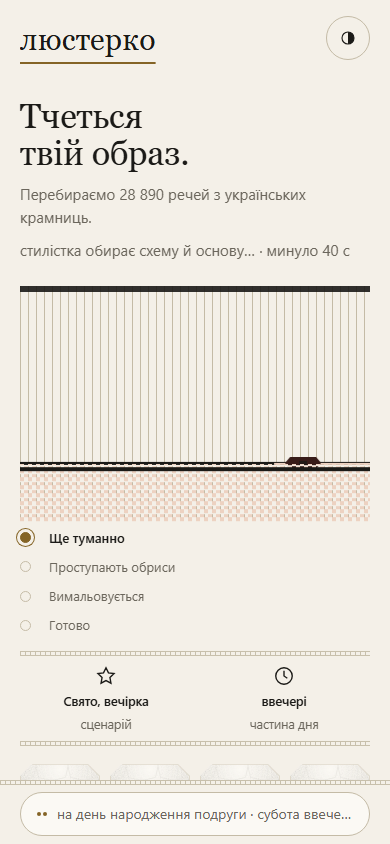 люстерко
Тчеться
твій образ.
Перебираємо 28 890 речей з українських
крамниць.
стилістка обирає схему й основу… · минуло 40 с
Ще туманно
Проступають обриси
Вимальовується
Готово
Свято, вечірка
сценарій
ввечері
частина дня
на день народження подруги · субота ввече…